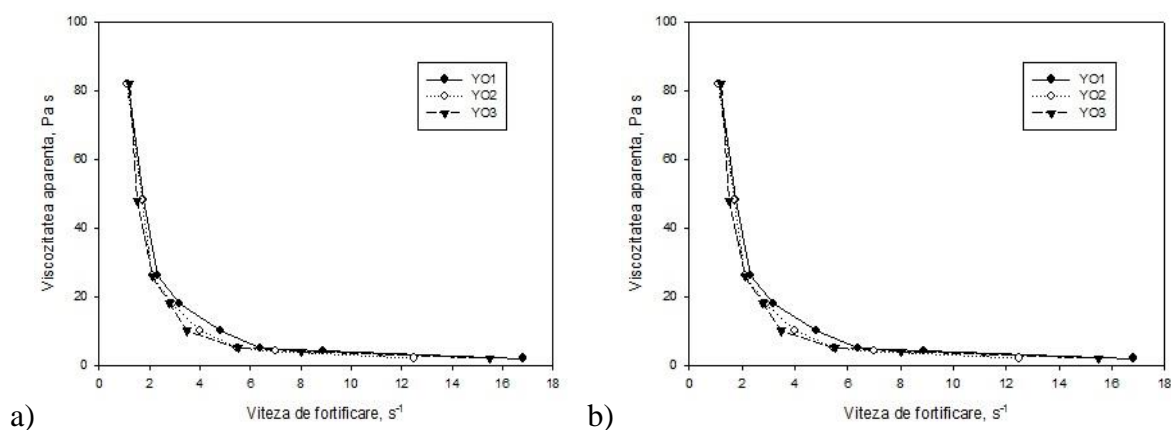 100
80
60
40
20
0
Viscozitatea aparenta, Pa s
YO1
YO2
YO3
0 2 4 6 8 10 12 14 16 18
Viteza de fortificare, s⁻¹
a)
100
80
60
40
20
0
Viscozitatea aparenta, Pa s
YO1
YO2
YO3
0 2 4 6 8 10 12 14 16 18
Viteza de fortificare, s⁻¹
b)